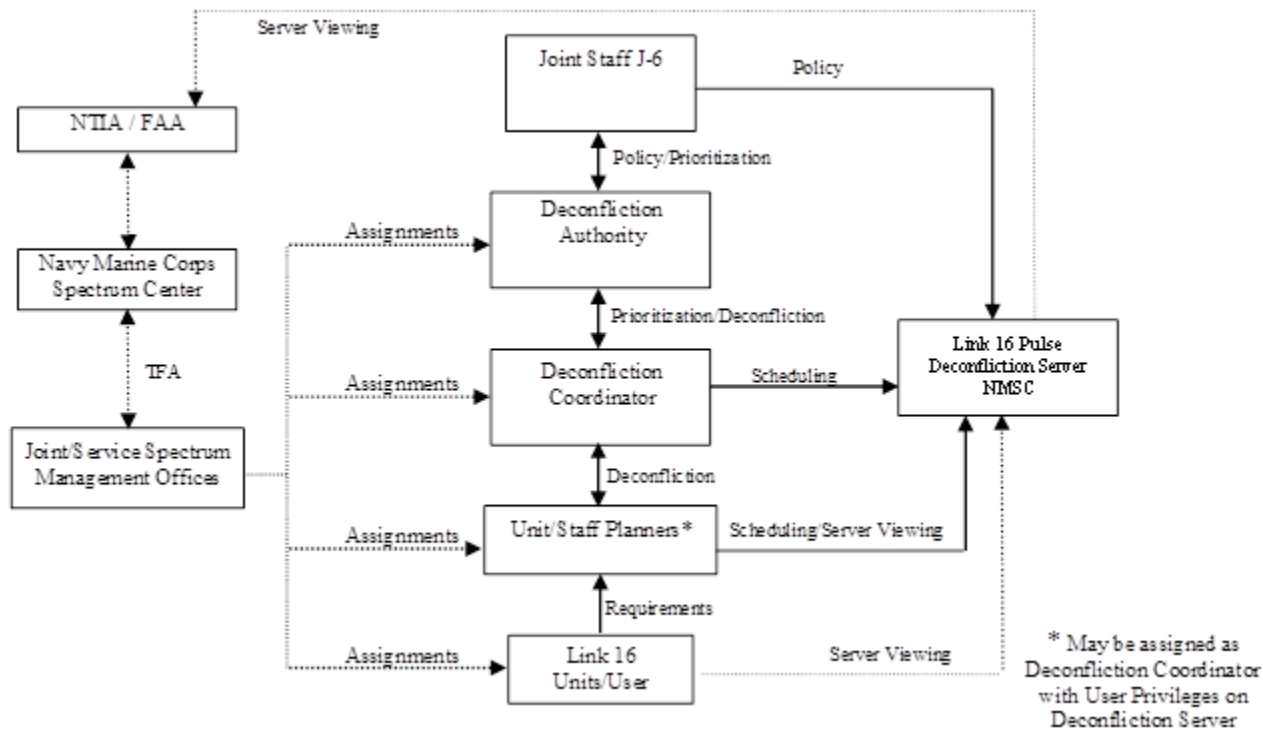 Server Viewing
Joint Staff J-6
Policy
NTIA / FAA
Policy/Prioritization
Deconfliction
Authority
Assignments
Navy Marine Corps
Spectrum Center
Prioritization/Deconfliction
Link 16 Pulse
Deconfliction Server
NMSC
TFA
Assignments
Deconfliction
Coordinator
Scheduling
Joint/Service Spectrum
Management Offices
Deconfliction
Assignments
Unit/Staff Planners*
Scheduling/Server Viewing
Requirements
Assignments
Link 16
Units/User
Server Viewing
* May be assigned as
Deconfliction Coordinator
with User Privileges on
Deconfliction Server